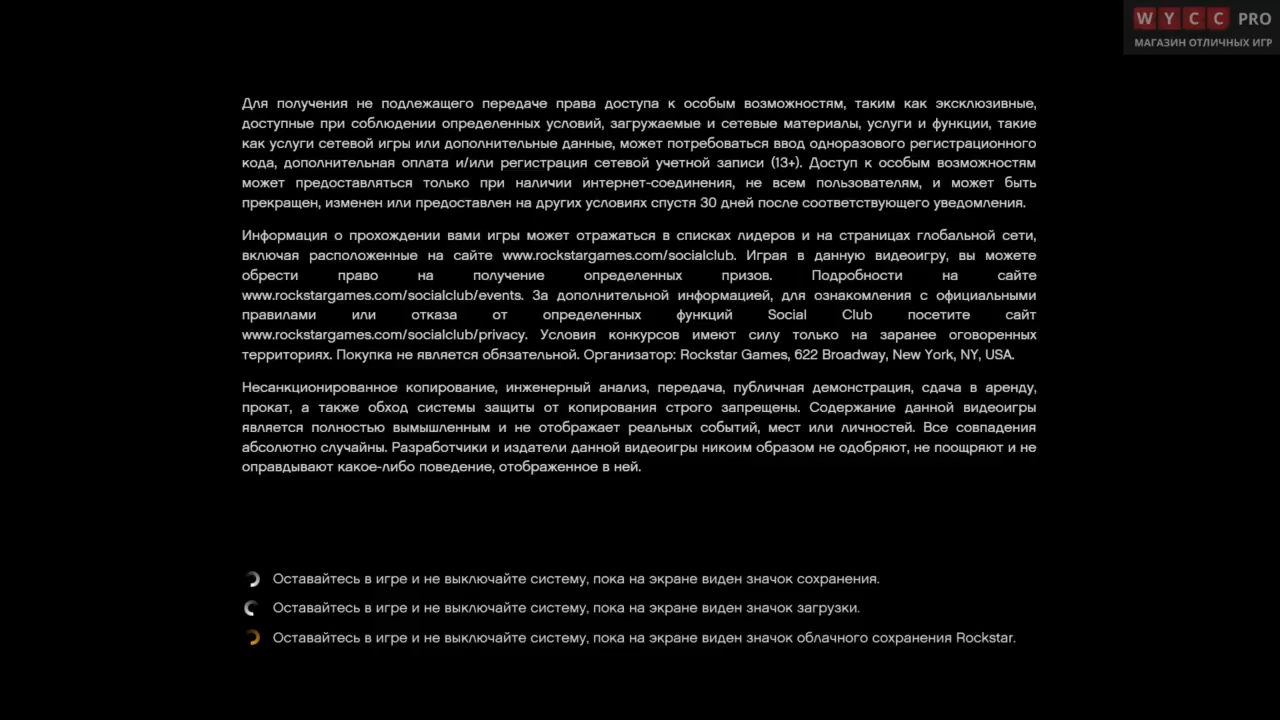 WYCC PRO
МАГАЗИН ОТЛИЧНЫХ ИГР
Для получения не подлежащего передаче права доступа к особым возможностям, таким как эксклюзивные,
доступные при соблюдении определенных условий, загружаемые и сетевые материалы, услуги и функции, такие
как услуги сетевой игры или дополнительные данные, может потребоваться ввод одноразового регистрационного
кода, дополнительная оплата и/или регистрация сетевой учетной записи (13+). Доступ к особым возможностям
может предоставляться только при наличии интернет-соединения, не всем пользователям, и может быть
прекращен, изменен или предоставлен на других условиях спустя 30 дней после соответствующего уведомления.
Информация о прохождении вами игры может отражаться в списках лидеров и на страницах глобальной сети,
включая расположенные на сайте www.rockstargames.com/socialclub. Играя в данную видеоигру, вы можете
обрести право на получение определенных призов. Подробности на сайте
www.rockstargames.com/socialclub/events. За дополнительной информацией, для ознакомления с официальными
правилами или отказа от определенных функций Social Club посетите сайт
www.rockstargames.com/socialclub/privacy. Условия конкурсов имеют силу только на заранее оговоренных
территориях. Покупка не является обязательной. Организатор: Rockstar Games, 622 Broadway, New York, NY, USA.
Несанкционированное копирование, инженерный анализ, передача, публичная демонстрация, сдача в аренду,
прокат, а также обход системы защиты от копирования строго запрещены. Содержание данной видеоигры
является полностью вымышленным и не отображает реальных событий, мест или личностей. Все совпадения
абсолютно случайны. Разработчики и издатели данной видеоигры никоим образом не одобряют, не поощряют и не
оправдывают какое-либо поведение, отображенное в ней.
Оставайтесь в игре и не выключайте систему, пока на экране виден значок сохранения.
Оставайтесь в игре и не выключайте систему, пока на экране виден значок загрузки.
Оставайтесь в игре и не выключайте систему, пока на экране виден значок облачного сохранения Rockstar.